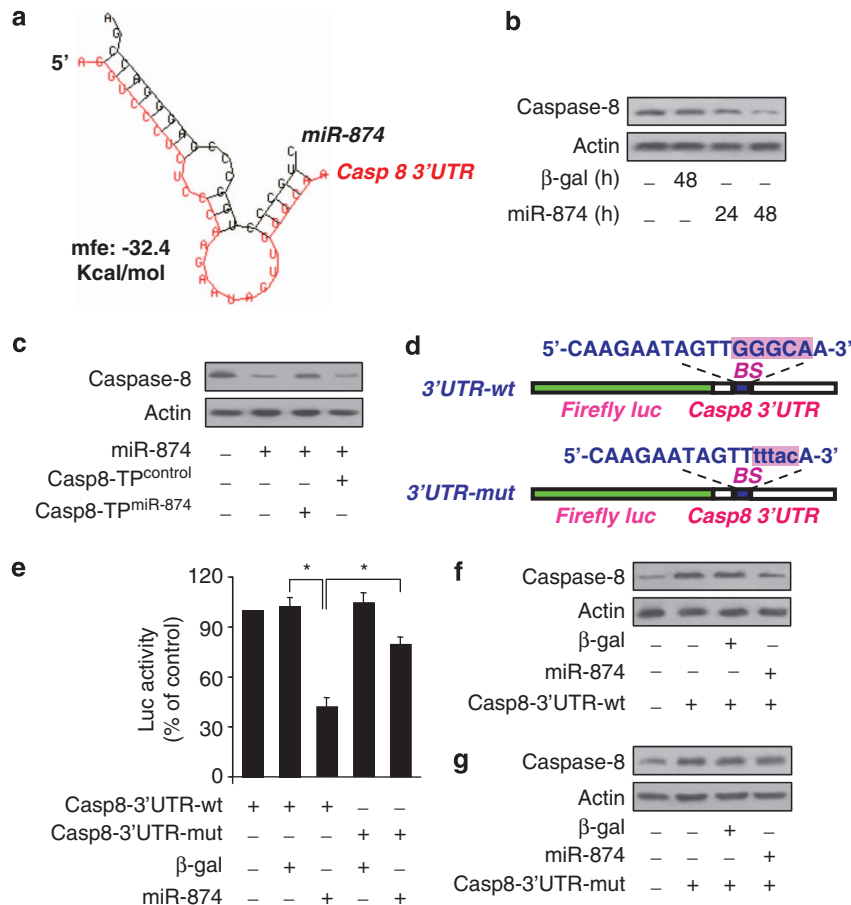 a
5'
miR-874
Casp 8 3'UTR
mfe: -32.4
Kcal/mol
b
Caspase-8
Actin
β-gal (h) – 48 – –
miR-874 (h) – – 24 48
c
Caspase-8
Actin
miR-874 – + + +
Casp8-TPcontrol – – – +
Casp8-TPmiR-874 – – + –
d
5'-CAAGAATAGTTGGGCAA-3'
BS
3'UTR-wt
Firefly luc Casp8 3'UTR
5'-CAAGAATAGTTtttacA-3'
BS
3'UTR-mut
Firefly luc Casp8 3'UTR
e
Luc activity
(% of control)
120
90
60
30
0
* *
Casp8-3'UTR-wt + + + – –
Casp8-3'UTR-mut – – – + +
β-gal – + – + –
miR-874 – – + – +
f
Caspase-8
Actin
β-gal – – + –
miR-874 – – – +
Casp8-3'UTR-wt – + + +
g
Caspase-8
Actin
β-gal – – + –
miR-874 – – – +
Casp8-3'UTR-mut – + + +